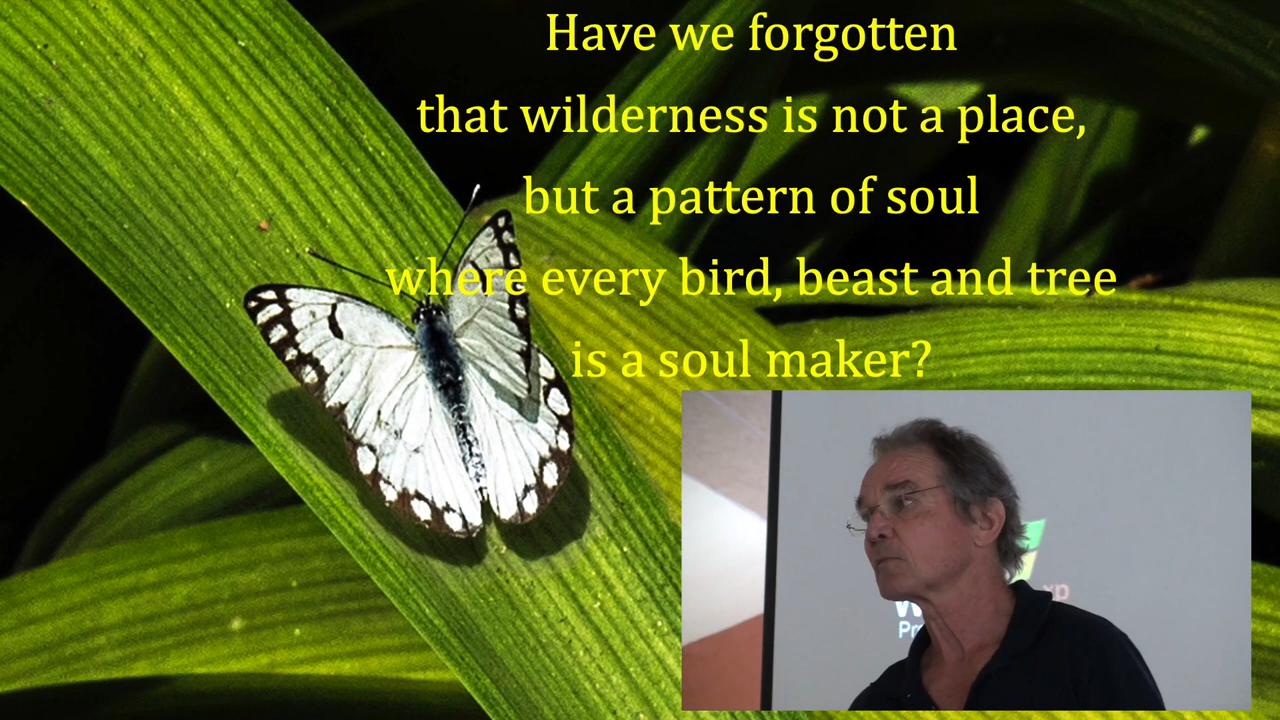 Have we forgotten
that wilderness is not a place,
but a pattern of soul
where every bird, beast and tree
is a soul maker?
xp